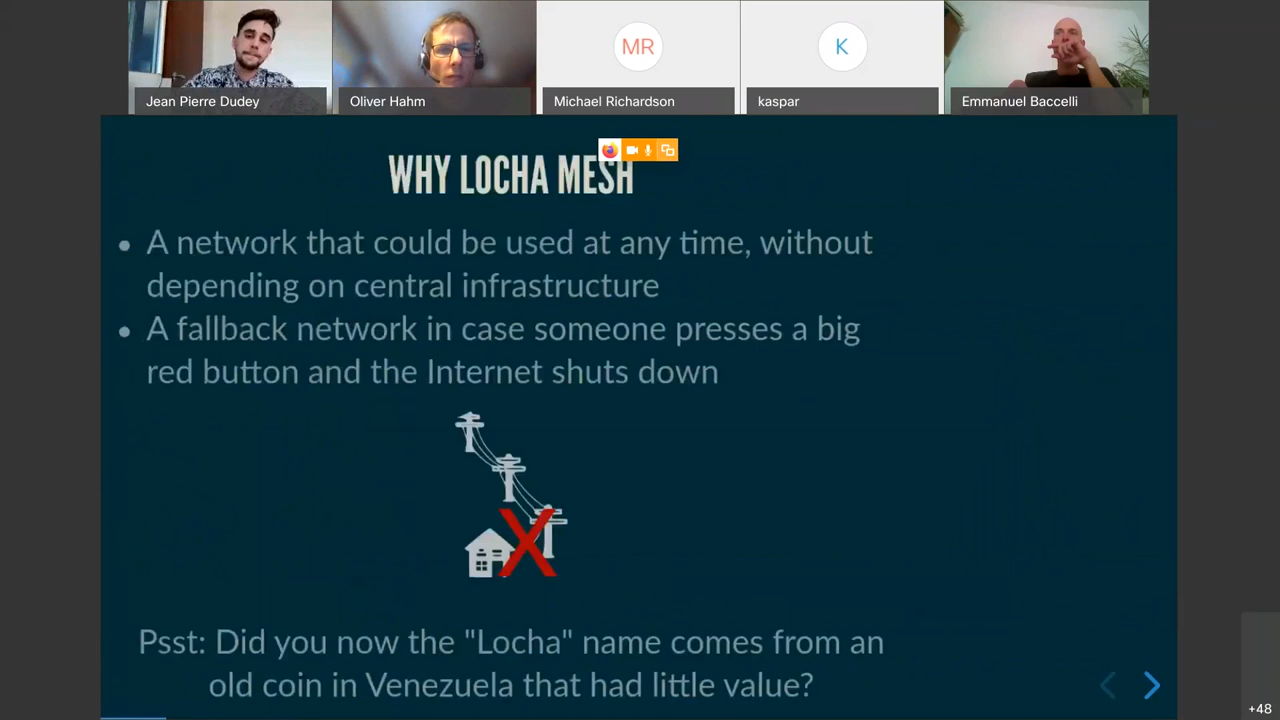 Jean Pierre Dudey
Oliver Hahm
MR
Michael Richardson
K
kaspar
Emmanuel Baccelli
WHY LOCHA MESH
A network that could be used at any time, without
depending on central infrastructure
A fallback network in case someone presses a big
red button and the Internet shuts down
X
Psst: Did you now the "Locha" name comes from an
old coin in Venezuela that had little value?
+48